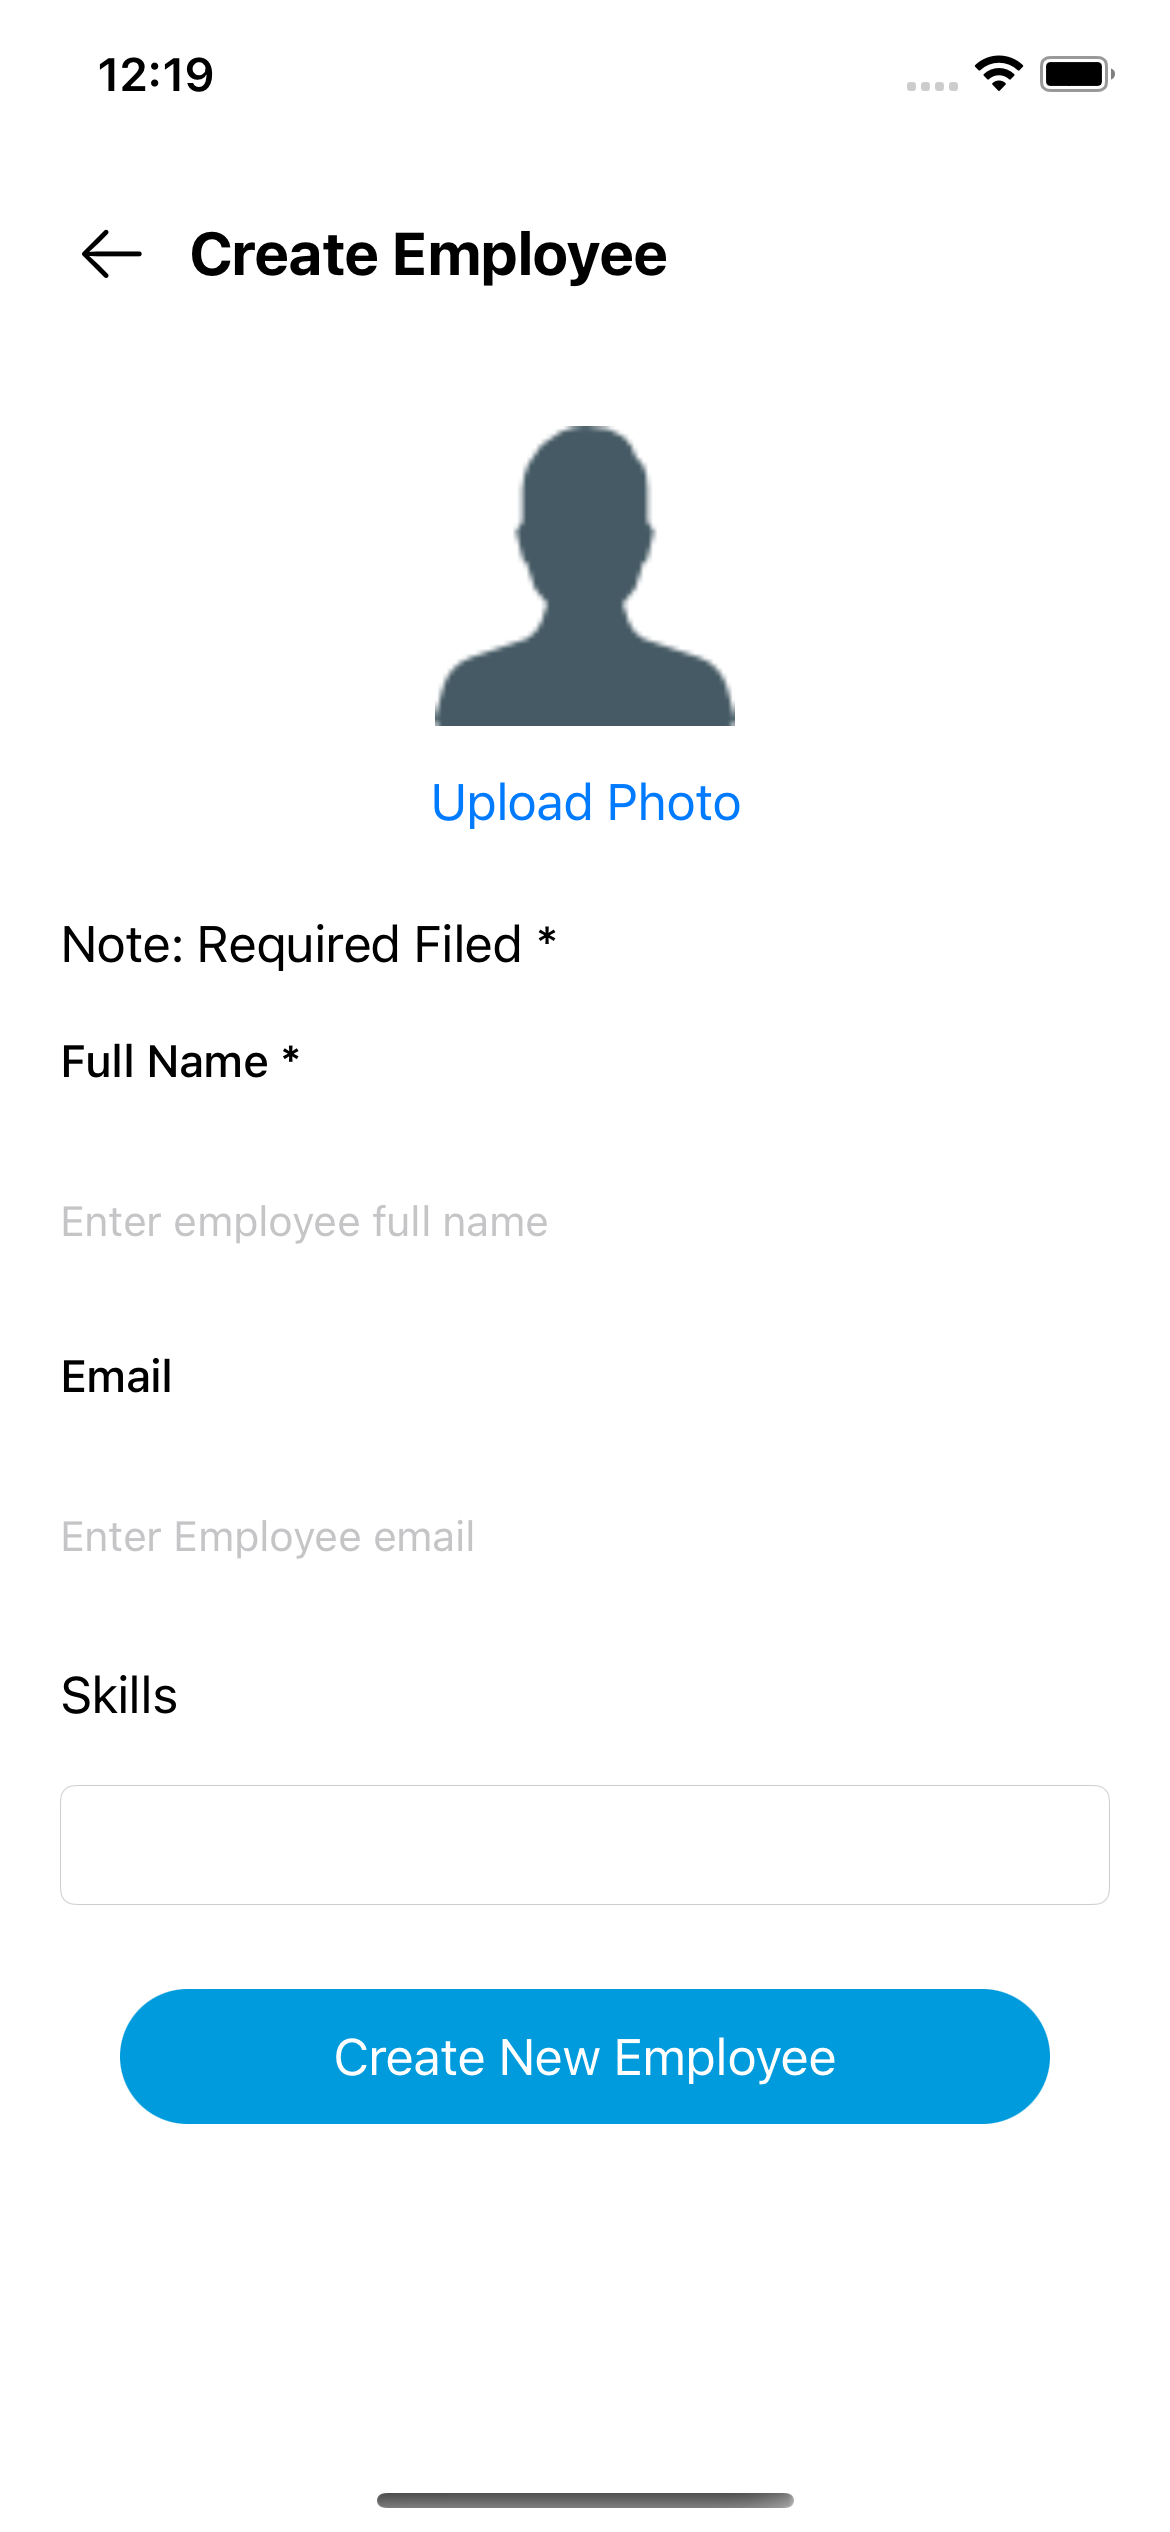 12:19
Create Employee
Upload Photo
Note: Required Filed *
Full Name *
Enter employee full name
Email
Enter Employee email
Skills
Create New Employee